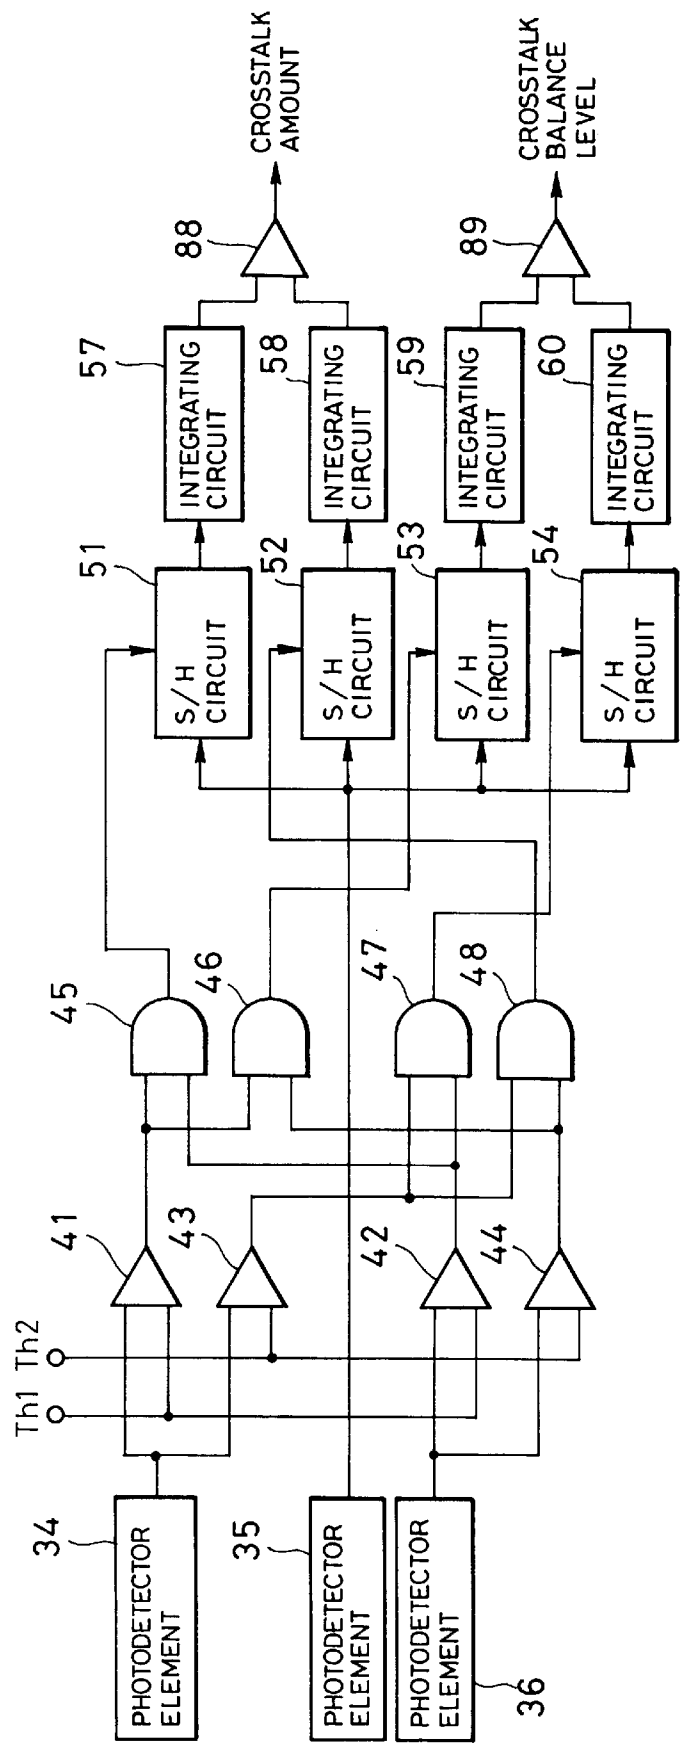 34
PHOTODETECTOR
ELEMENT
35
PHOTODETECTOR
ELEMENT
PHOTODETECTOR
ELEMENT
36
Th1
Th2
41
43
42
44
45
46
47
48
51
S/H
CIRCUIT
52
S/H
CIRCUIT
53
S/H
CIRCUIT
54
S/H
CIRCUIT
57
INTEGRATING
CIRCUIT
58
INTEGRATING
CIRCUIT
59
INTEGRATING
CIRCUIT
60
INTEGRATING
CIRCUIT
88
89
CROSSTALK
AMOUNT
CROSSTALK
BALANCE
LEVEL